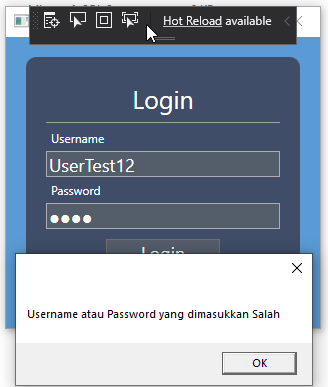 Hot Reload available
Login
Username
UserTest12
Password
Login
Username atau Password yang dimasukkan Salah
OK